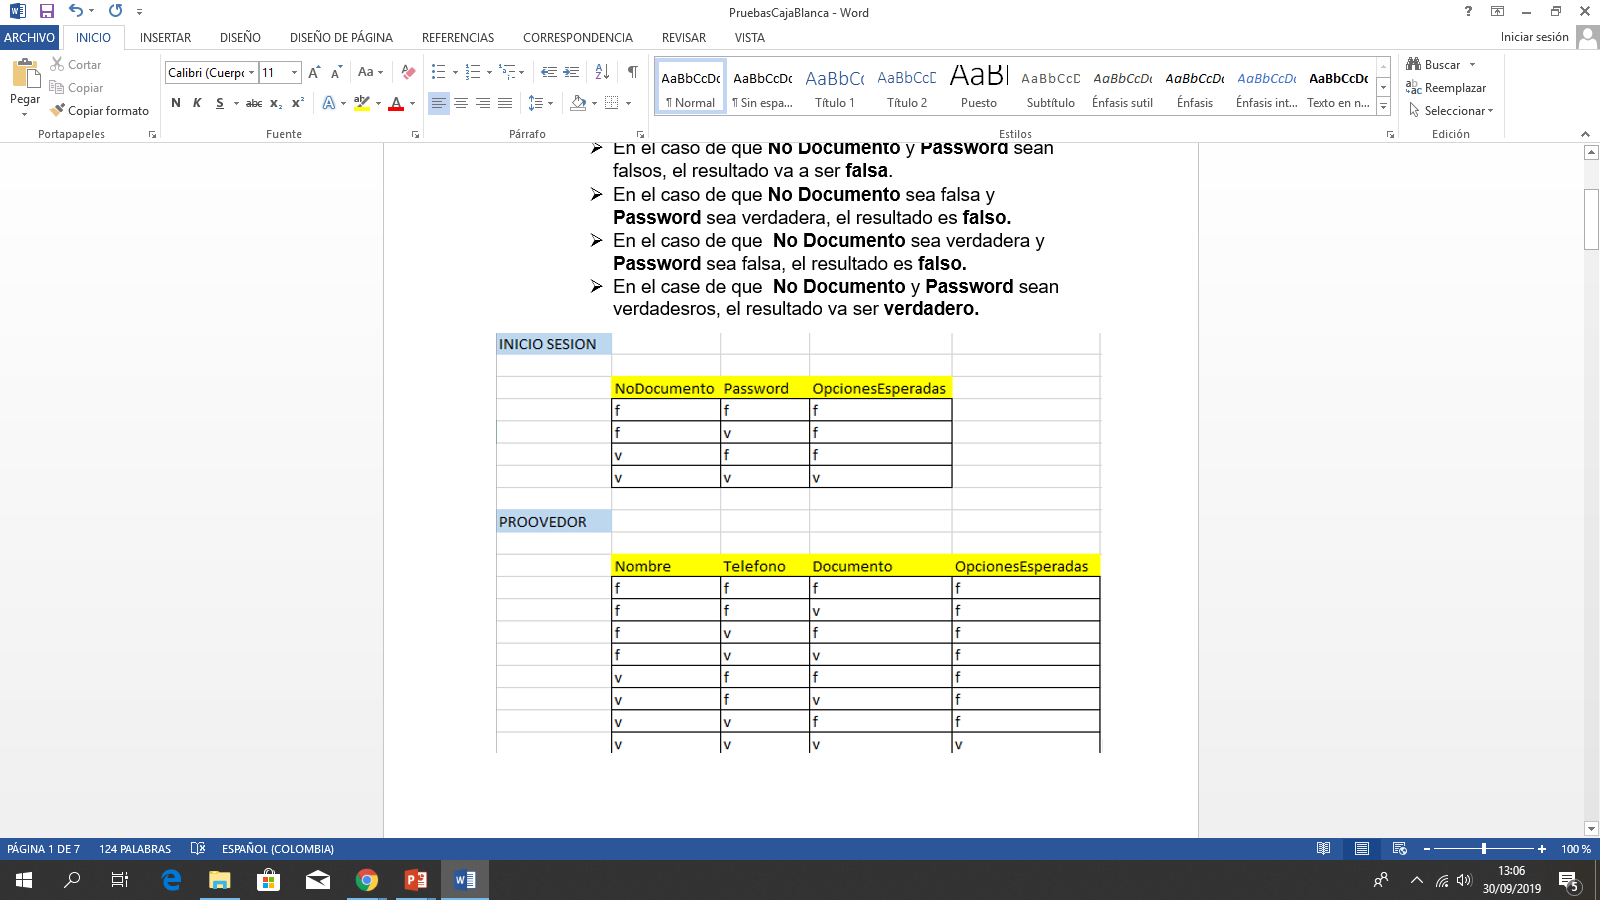 PruebasCajaBlanca - Word
ARCHIVO INICIO INSERTAR DISEÑO DISEÑO DE PÁGINA REFERENCIAS CORRESPONDENCIA REVISAR VISTA Iniciar sesión
Pegar
Cortar
Copiar
Copiar formato
Portapapeles
Calibri (Cuerpo 11
N K S abc x₂ x²
Fuente
Párrafo
AaBbCcDc AaBbCcDc AaBbCc AaBbCcD AaBl AaBbCcD AaBbCcDc AaBbCcDc AaBbCcDc AaBbCcDc
¶ Normal ¶ Sin espa... Título 1 Título 2 Puesto Subtítulo Énfasis sutil Énfasis Énfasis int... Texto en n...
Estilos
Buscar
Reemplazar
Seleccionar
Edición
En el caso de que No Documento y Password sean
falsos, el resultado va a ser falsa.
En el caso de que No Documento sea falsa y
Password sea verdadera, el resultado es falso.
En el caso de que  No Documento sea verdadera y
Password sea falsa, el resultado es falso.
En el case de que  No Documento y Password sean
verdadesros, el resultado va ser verdadero.
INICIO SESION
NoDocumento Password OpcionesEsperadas
f f f
f v f
v f f
v v v
PROOVEDOR
Nombre Telefono Documento OpcionesEsperadas
f f f f
f f v f
f v f f
f v v f
v f f f
v f v f
v v f f
v v v v
PÁGINA 1 DE 7 124 PALABRAS ESPAÑOL (COLOMBIA) 100 %
13:06
30/09/2019
5